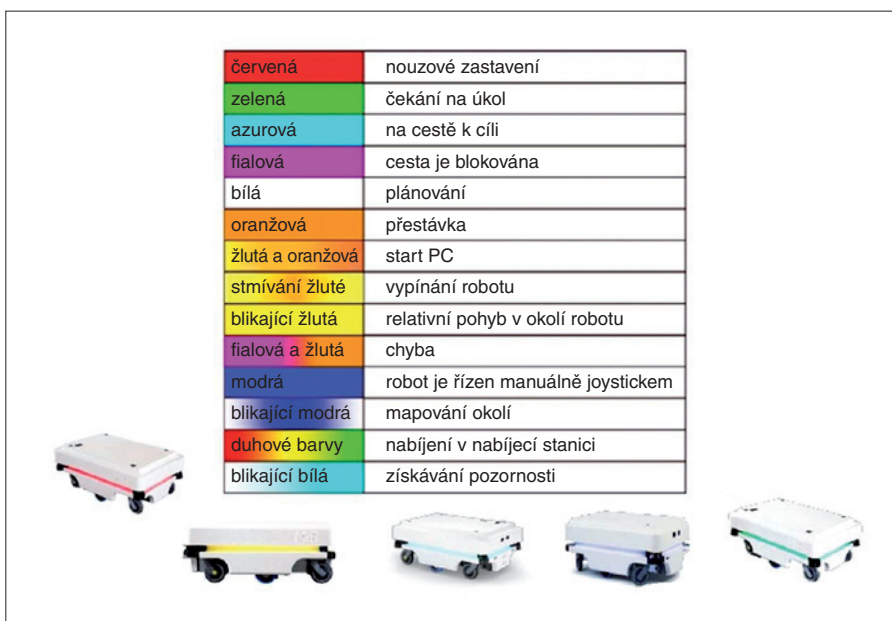 červená nouzové zastavení
zelená čekání na úkol
azurová na cestě k cíli
fialová cesta je blokována
bílá plánování
oranžová přestávka
žlutá a oranžová start PC
stmívání žluté vypínání robotu
blikající žlutá relativní pohyb v okolí robotu
fialová a žlutá chyba
modrá robot je řízen manuálně joystickem
blikající modrá mapování okolí
duhové barvy nabíjení v nabíjecí stanici
blikající bílá získávání pozornosti